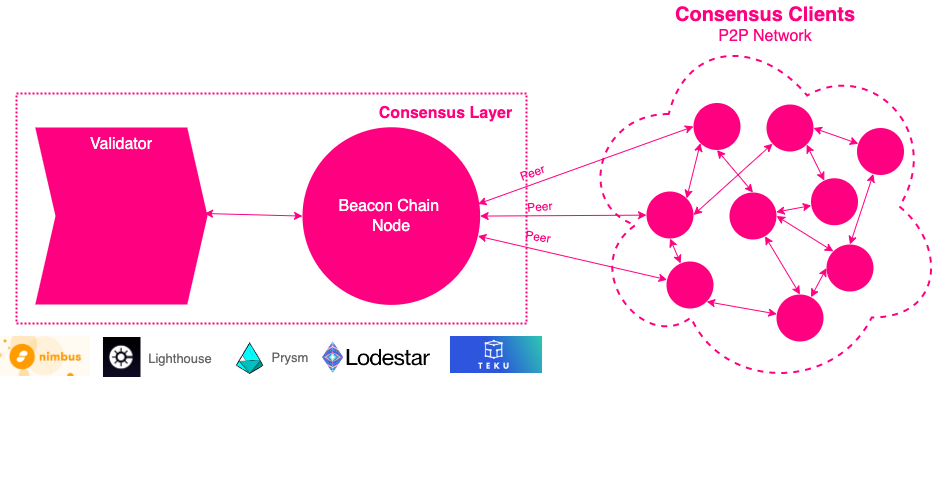 Consensus Clients
P2P Network
Consensus Layer
Validator
Beacon Chain
Node
Peer
Peer
Peer
nimbus
Lighthouse
Prysm
Lodestar
TEKU